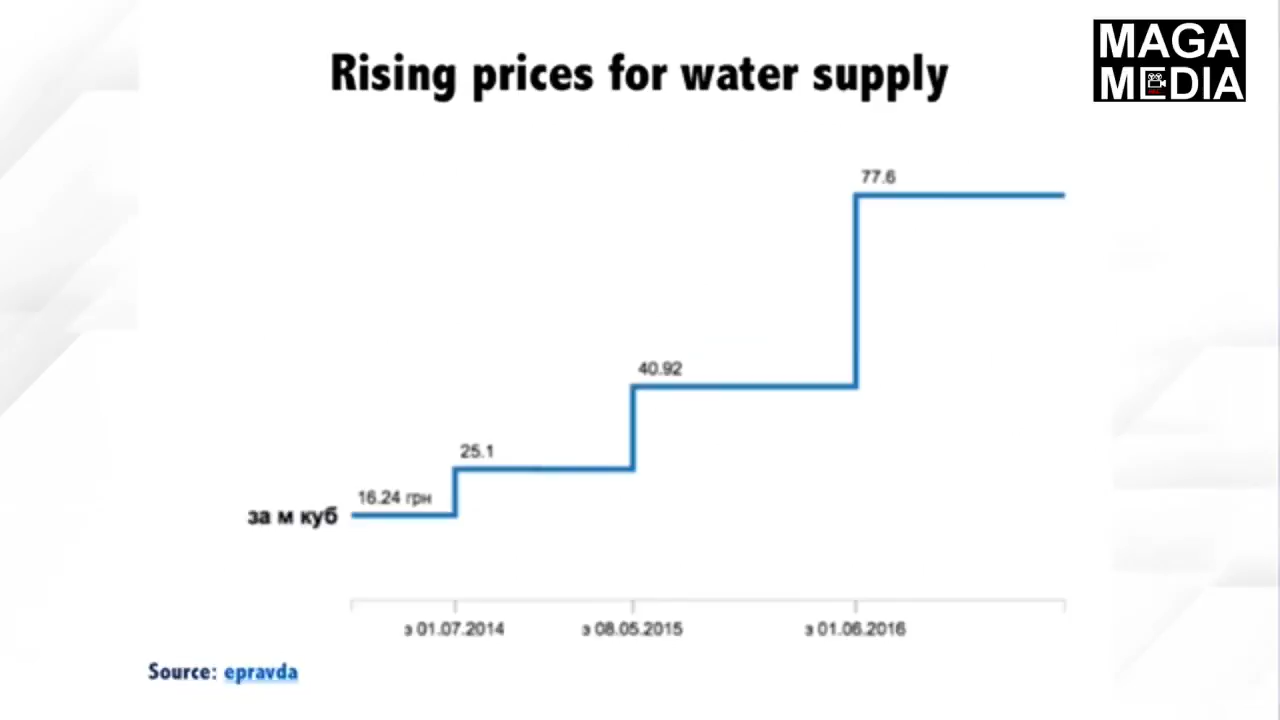 Rising prices for water supply
MAGA
MEDIA
77.6
40.92
25.1
16.24 грн
за м куб
з 01.07.2014
з 08.05.2015
з 01.06.2016
Source: epravda